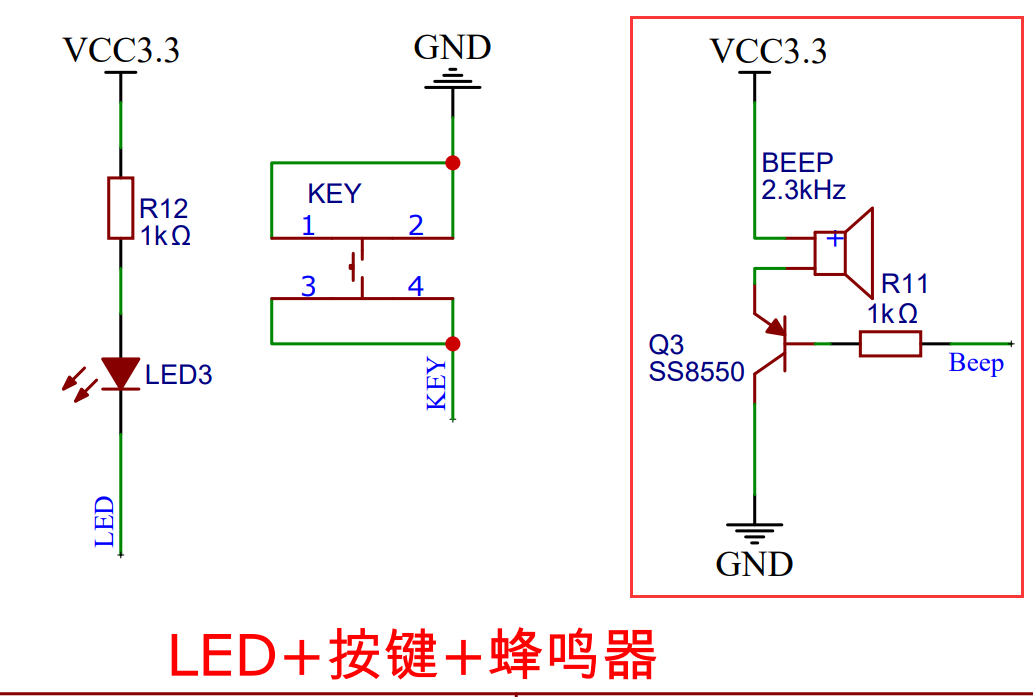 VCC3.3
R12
1kΩ
LED3
LED
GND
KEY
1 2
3 4
KEY
VCC3.3
BEEP
2.3kHz
+
R11
1kΩ
Beep
Q3
SS8550
GND
LED+按键+蜂鸣器